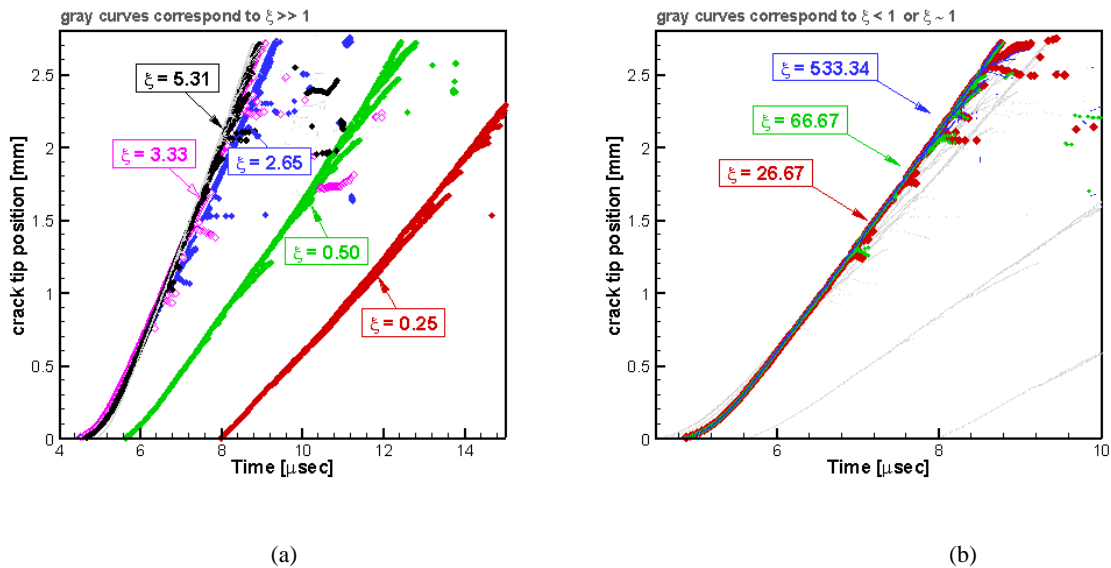 gray curves correspond to ξ >> 1
2.5
2
1.5
1
0.5
0
4
6
8
10
12
14
crack tip position [mm]
Time [μsec]
ξ = 5.31
ξ = 3.33
ξ = 2.65
ξ = 0.50
ξ = 0.25
(a)
gray curves correspond to ξ < 1 or ξ ~ 1
2.5
2
1.5
1
0.5
0
6
8
10
crack tip position [mm]
Time [μsec]
ξ = 533.34
ξ = 66.67
ξ = 26.67
(b)